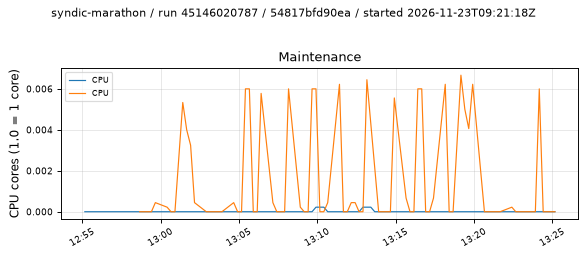 syndic-marathon / run 45146020787 / 54817bfd90ea / started 2026-11-23T09:21:18Z
Maintenance
CPU
CPU
CPU cores (1.0 = 1 core)
0.006
0.004
0.002
0.000
12:55
13:00
13:05
13:10
13:15
13:20
13:25